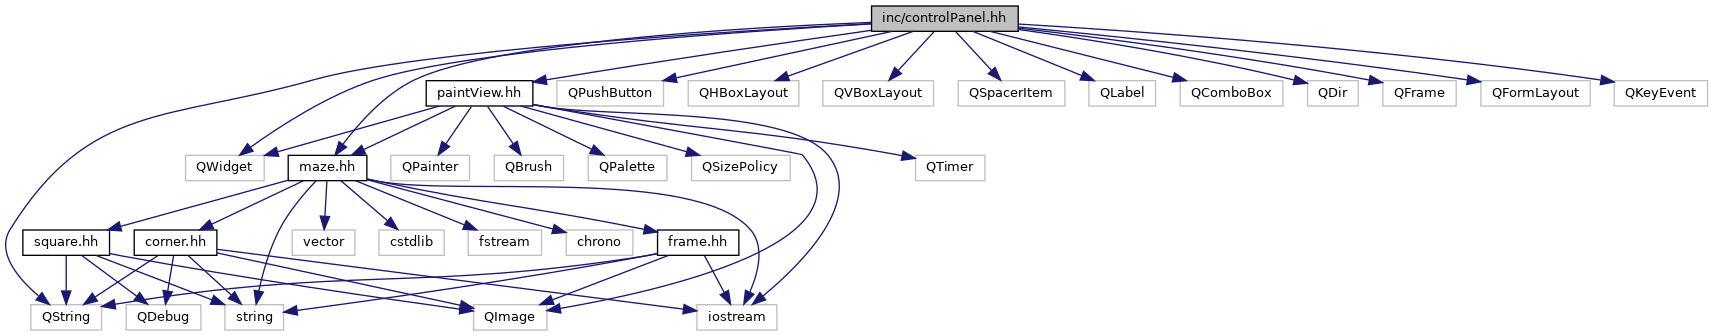 inc/controlPanel.hh
paintView.hh
QPushButton
QHBoxLayout
QVBoxLayout
QSpacerItem
QLabel
QComboBox
QDir
QFrame
QFormLayout
QKeyEvent
QWidget
maze.hh
QPainter
QBrush
QPalette
QSizePolicy
QTimer
square.hh
corner.hh
vector
cstdlib
fstream
chrono
frame.hh
QString
QDebug
string
QImage
iostream